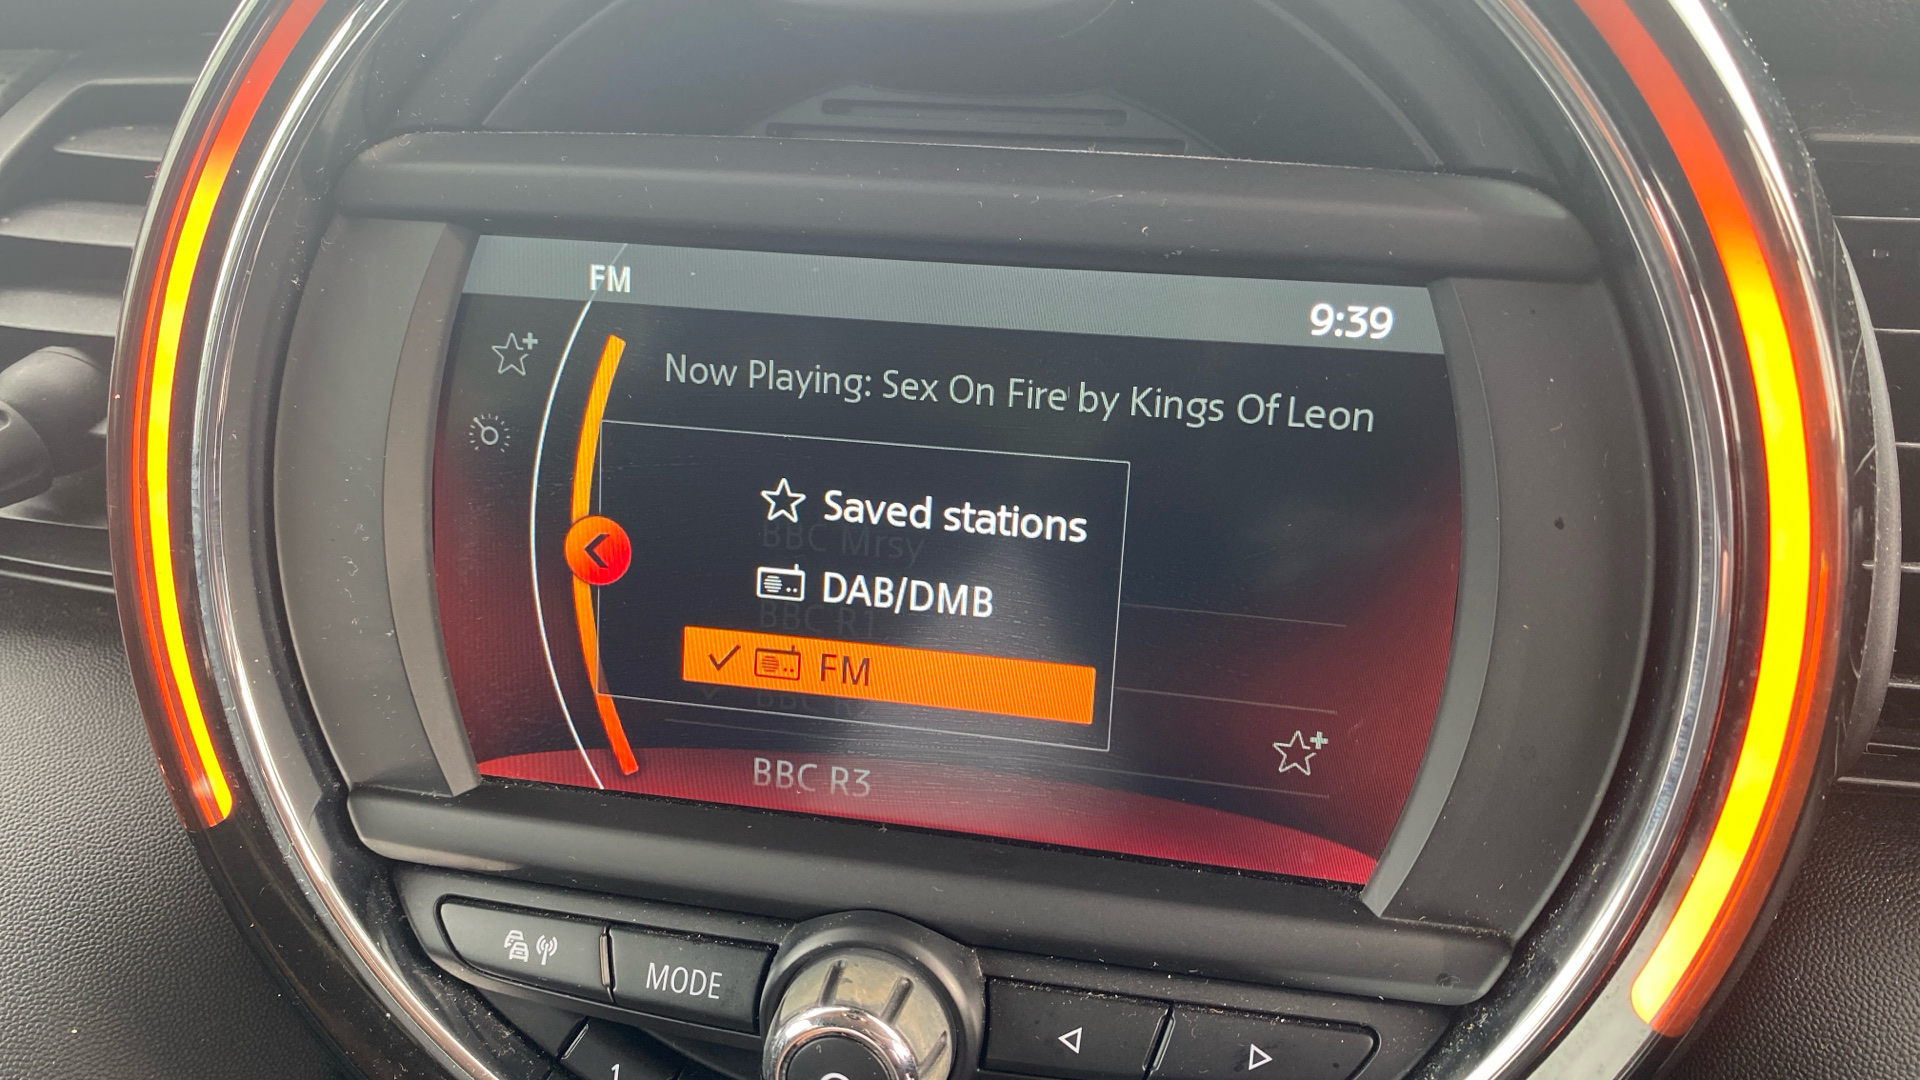 FM
9:39
Now Playing: Sex On Fire by Kings Of Leon
Saved stations
BBC Mrsy
DAB/DMB
BBC R1
FM
BBC R3
MODE
1